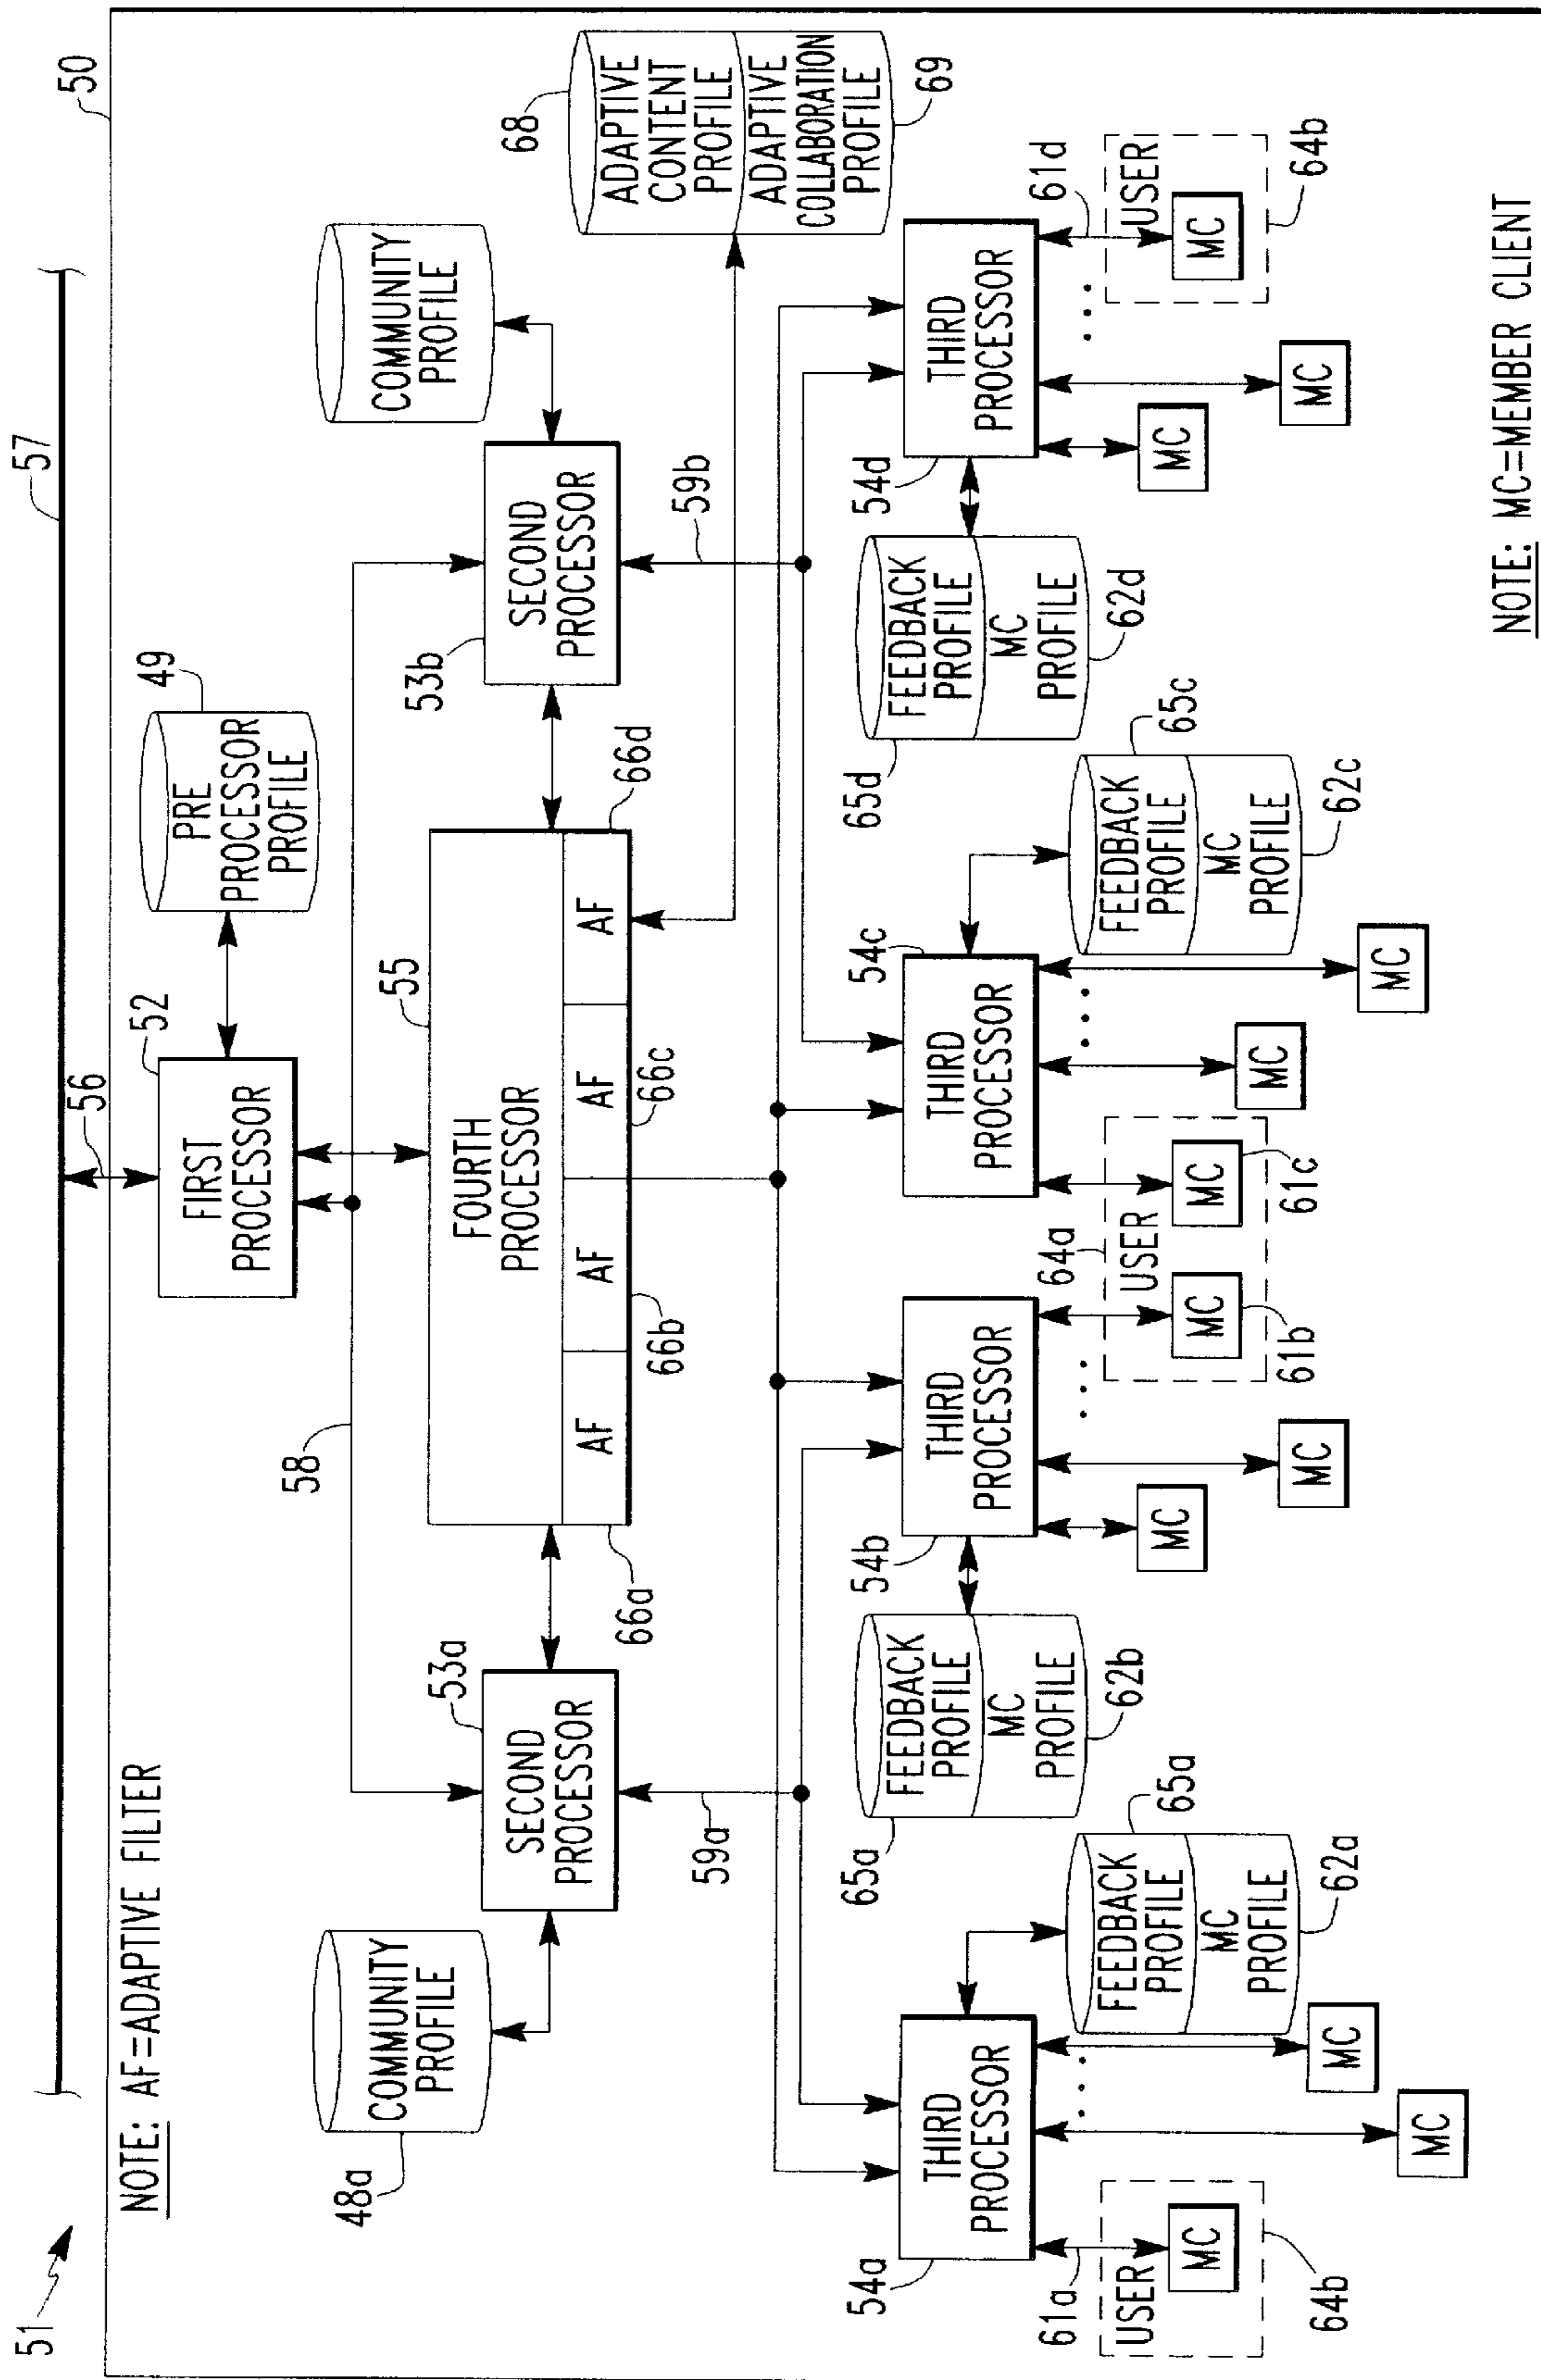 51
57
50
NOTE: AF=ADAPTIVE FILTER
56
52
FIRST
PROCESSOR
49
PRE
PROCESSOR
PROFILE
58
48a
COMMUNITY
PROFILE
53a
SECOND
PROCESSOR
55
FOURTH
PROCESSOR
AF
AF
AF
AF
66a
66b
66c
66d
53b
SECOND
PROCESSOR
COMMUNITY
PROFILE
68
ADAPTIVE
CONTENT
PROFILE
ADAPTIVE
COLLABORATION
PROFILE
69
59a
59b
54a
THIRD
PROCESSOR
65a
FEEDBACK
PROFILE
MC
PROFILE
62a
61a
USER
MC
64b
MC
MC
65a
FEEDBACK
PROFILE
MC
PROFILE
62b
54b
THIRD
PROCESSOR
MC
MC
64a
USER
MC
MC
61b
61c
54c
THIRD
PROCESSOR
MC
MC
65c
FEEDBACK
PROFILE
MC
PROFILE
62c
65d
FEEDBACK
PROFILE
MC
PROFILE
62d
54d
THIRD
PROCESSOR
MC
MC
61d
USER
MC
64b
NOTE: MC=MEMBER CLIENT